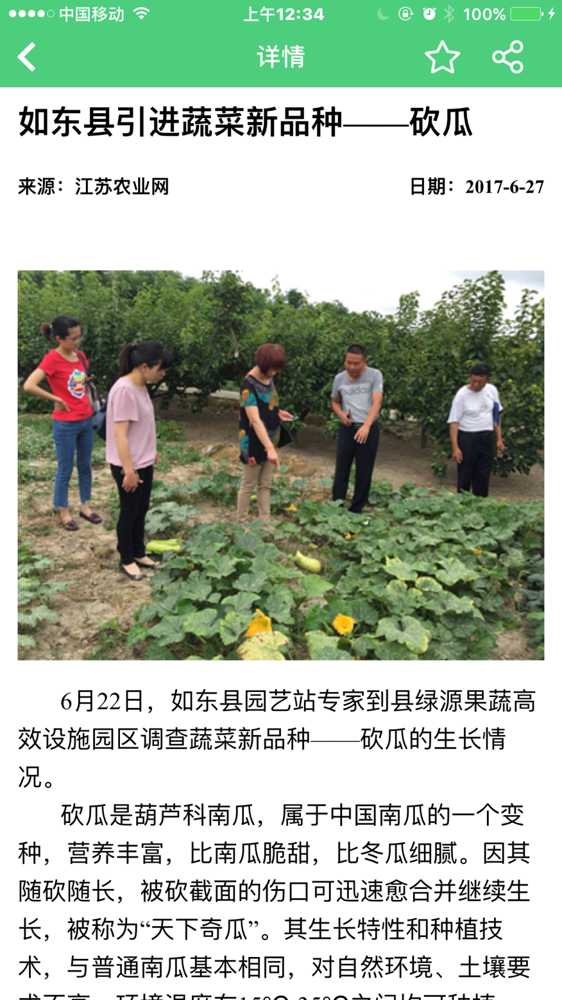 中国移动
上午12:34
100%
详情
如东县引进蔬菜新品种——砍瓜
来源：江苏农业网
日期：2017-6-27
6月22日，如东县园艺站专家到县绿源果蔬高
效设施园区调查蔬菜新品种——砍瓜的生长情
况。
砍瓜是葫芦科南瓜，属于中国南瓜的一个变
种，营养丰富，比南瓜脆甜，比冬瓜细腻。因其
随砍随长，被砍截面的伤口可迅速愈合并继续生
长，被称为“天下奇瓜”。其生长特性和种植技
术，与普通南瓜基本相同，对自然环境、土壤要